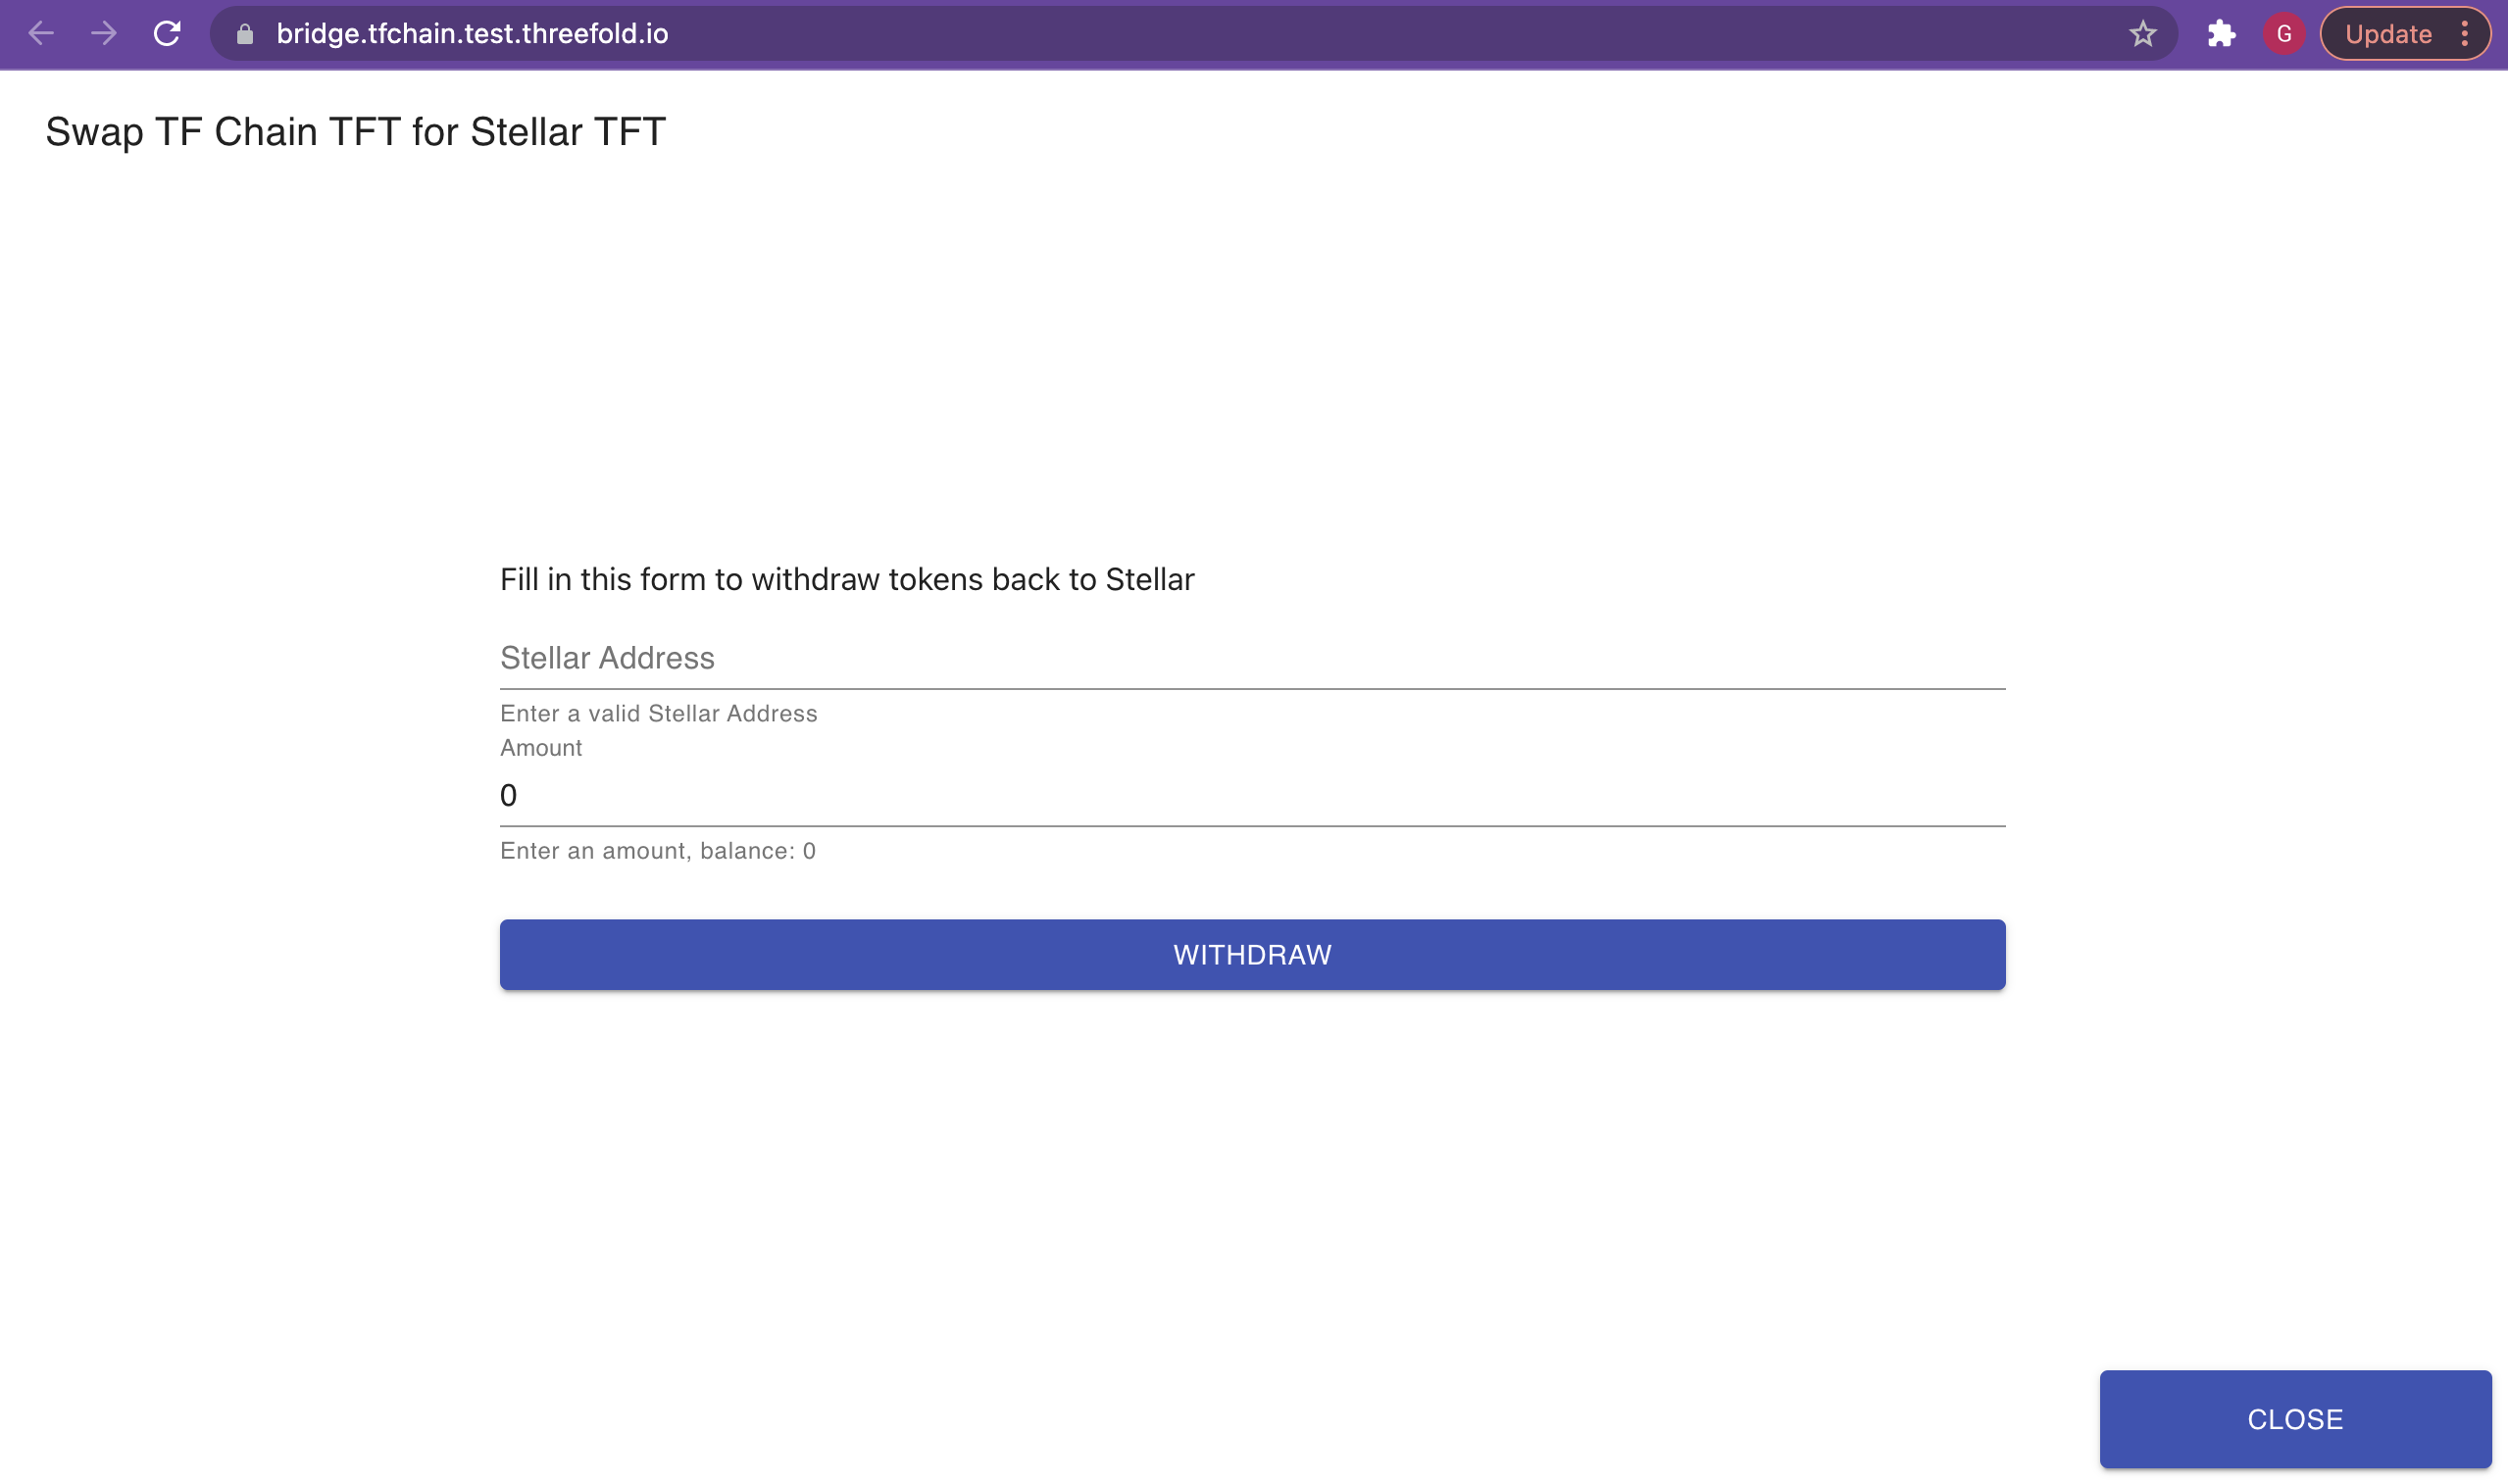 bridge.tfchain.test.threefold.io
G
Update
Swap TF Chain TFT for Stellar TFT
Fill in this form to withdraw tokens back to Stellar
Stellar Address
Enter a valid Stellar Address
Amount
0
Enter an amount, balance: 0
WITHDRAW
CLOSE